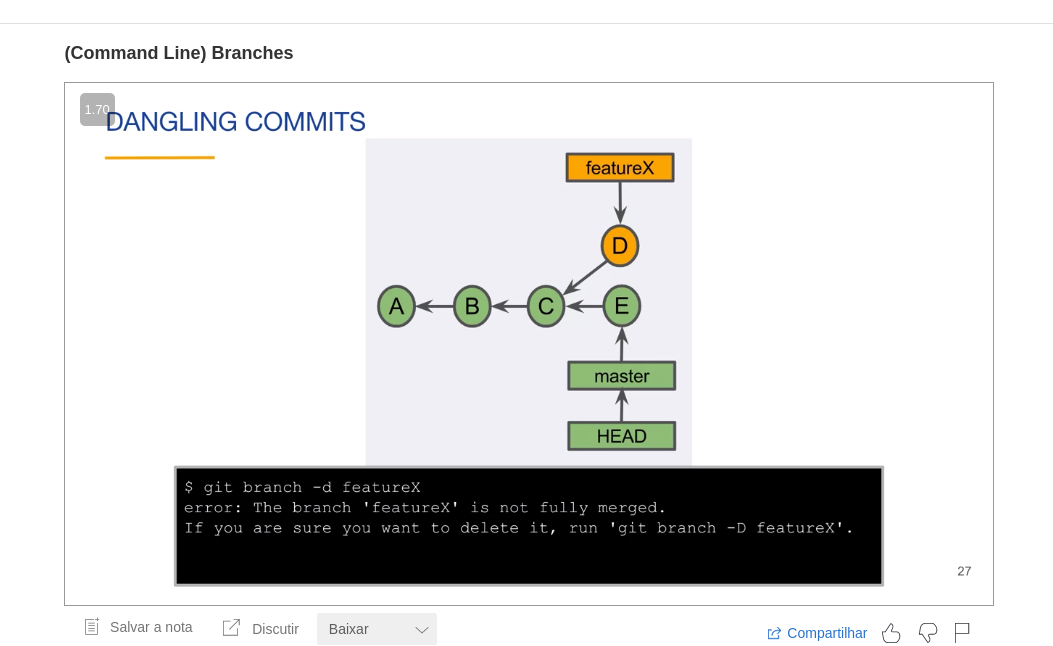 (Command Line) Branches
1.70
DANGLING COMMITS
featureX
D
A B C E
master
HEAD
$ git branch -d featureX
error: The branch 'featureX' is not fully merged.
If you are sure you want to delete it, run 'git branch -D featureX'.
27
Salvar a nota Discutir Baixar Compartilhar